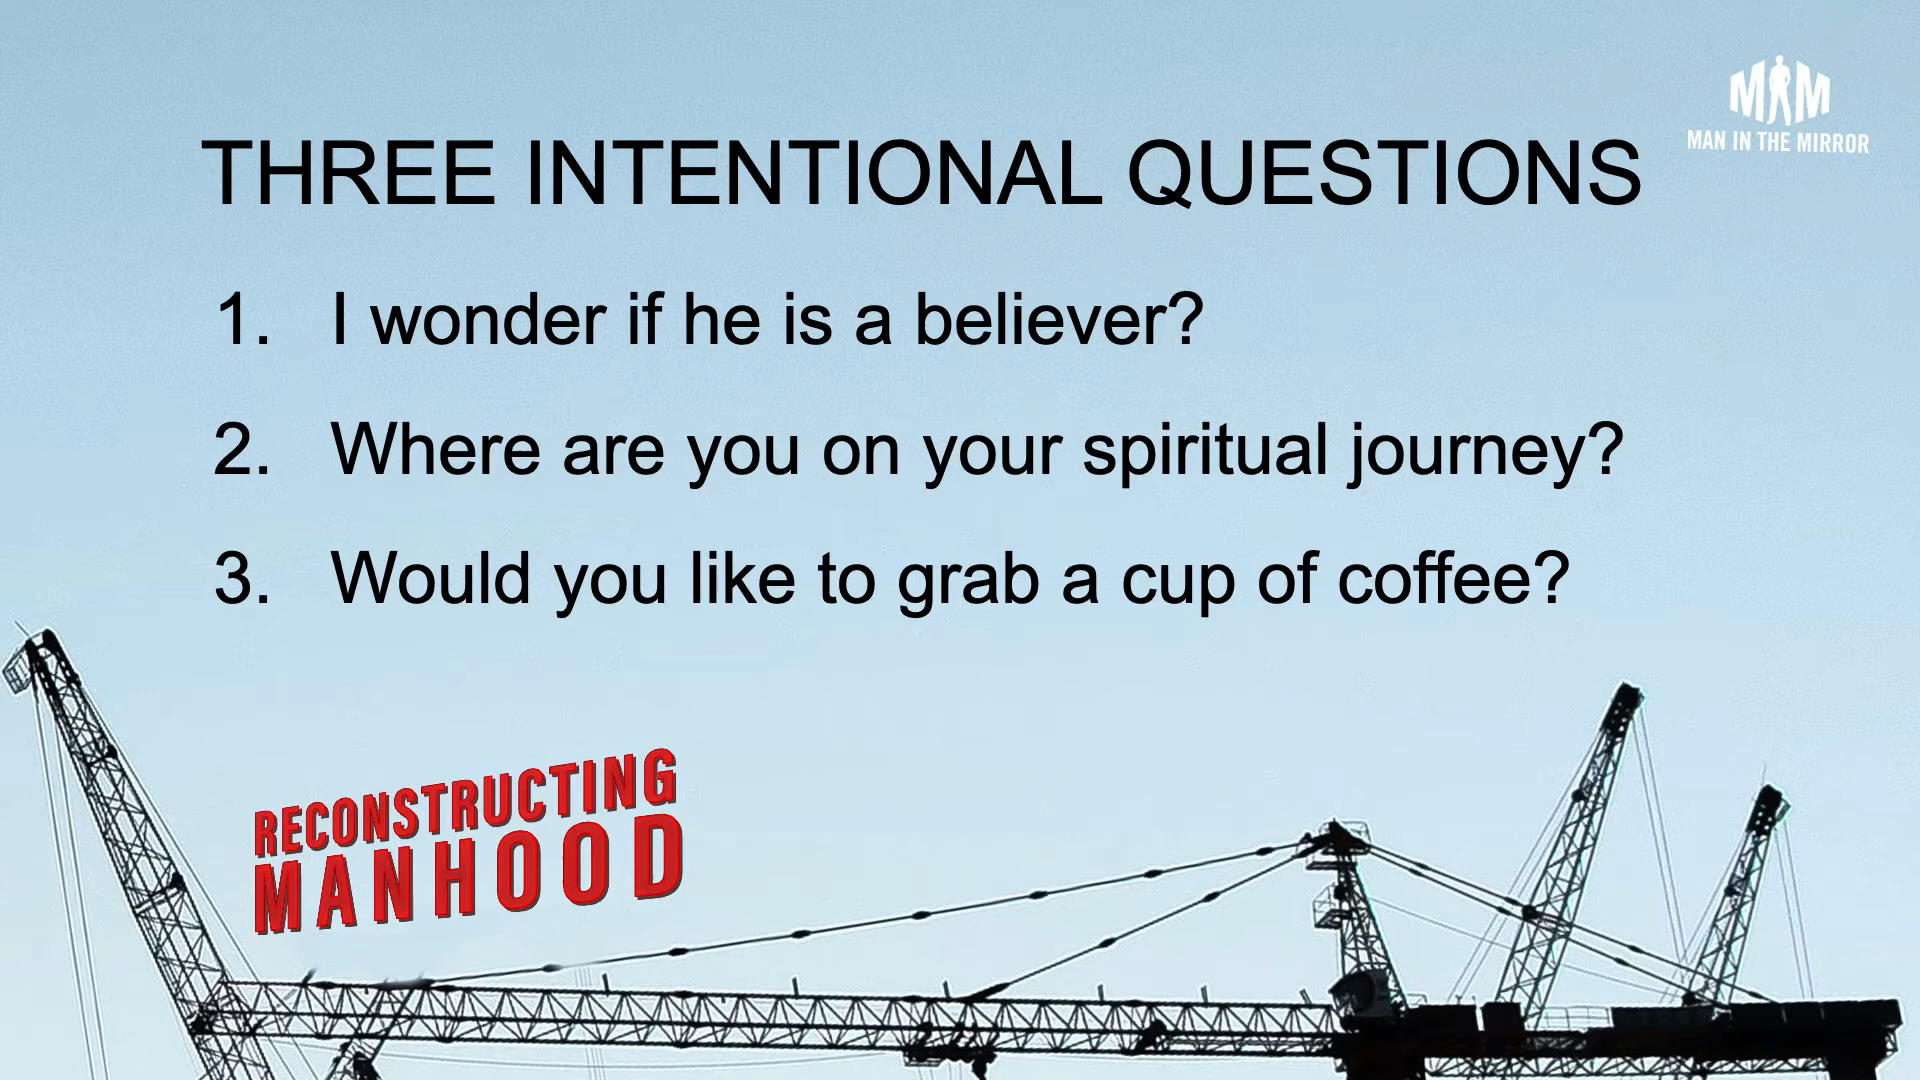 MAN IN THE MIRROR
THREE INTENTIONAL QUESTIONS
1. I wonder if he is a believer?
2. Where are you on your spiritual journey?
3. Would you like to grab a cup of coffee?
RECONSTRUCTING
MANHOOD